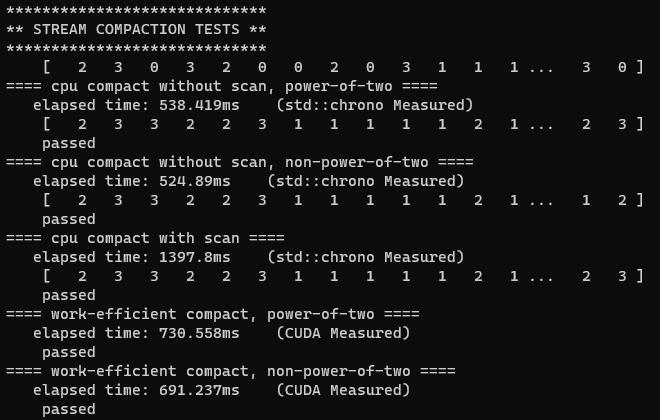 *****************************
** STREAM COMPACTION TESTS **
*****************************
    [   2   3   0   3   2   0   0   2   0   3   1   1   1 ...   3   0 ]
==== cpu compact without scan, power-of-two ====
   elapsed time: 538.419ms    (std::chrono Measured)
    [   2   3   3   2   2   3   1   1   1   1   1   2   1 ...   2   3 ]
    passed
==== cpu compact without scan, non-power-of-two ====
   elapsed time: 524.89ms    (std::chrono Measured)
    [   2   3   3   2   2   3   1   1   1   1   1   2   1 ...   1   2 ]
    passed
==== cpu compact with scan ====
   elapsed time: 1397.8ms    (std::chrono Measured)
    [   2   3   3   2   2   3   1   1   1   1   1   2   1 ...   2   3 ]
    passed
==== work-efficient compact, power-of-two ====
   elapsed time: 730.558ms    (CUDA Measured)
    passed
==== work-efficient compact, non-power-of-two ====
   elapsed time: 691.237ms    (CUDA Measured)
    passed